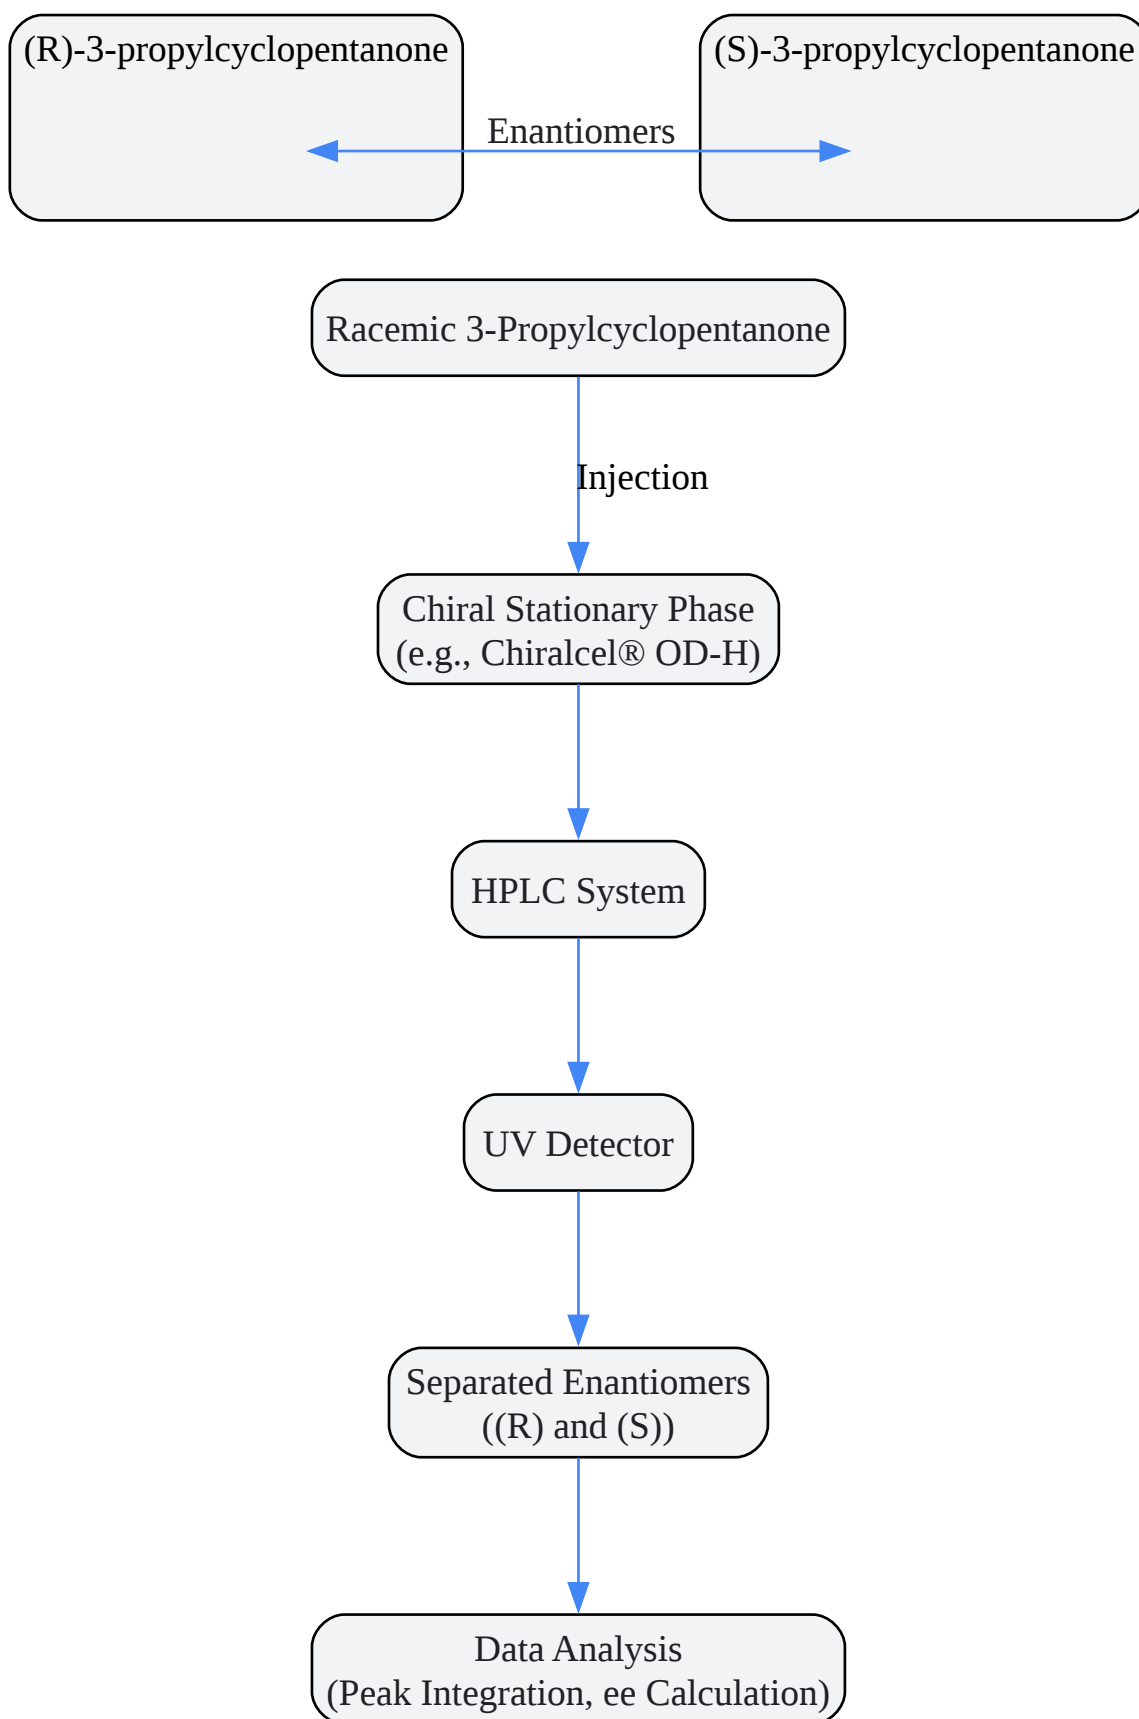 (R)-3-propylcyclopentanone
(S)-3-propylcyclopentanone
Enantiomers
Racemic 3-Propylcyclopentanone
Injection
Chiral Stationary Phase
(e.g., Chiralcel® OD-H)
HPLC System
UV Detector
Separated Enantiomers
((R) and (S))
Data Analysis
(Peak Integration, ee Calculation)